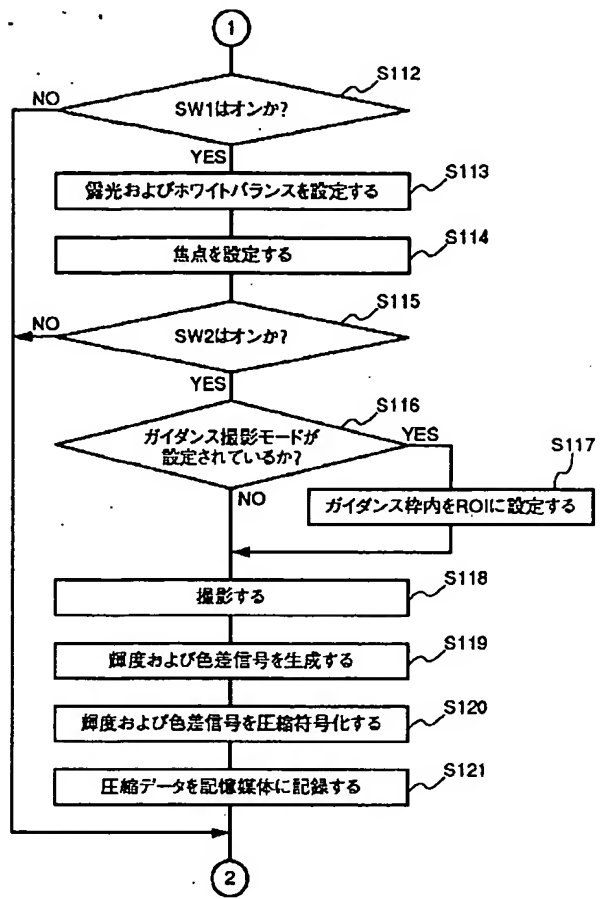 1
S112
NO
SW1はオンか?
YES
S113
露光およびホワイトバランスを設定する
S114
焦点を設定する
S115
NO
SW2はオンか?
YES
S116
ガイダンス撮影モードが
設定されているか?
YES
S117
NO
ガイダンス枠内をROIに設定する
S118
撮影する
S119
輝度および色差信号を生成する
S120
輝度および色差信号を圧縮符号化する
S121
圧縮データを記憶媒体に記録する
2